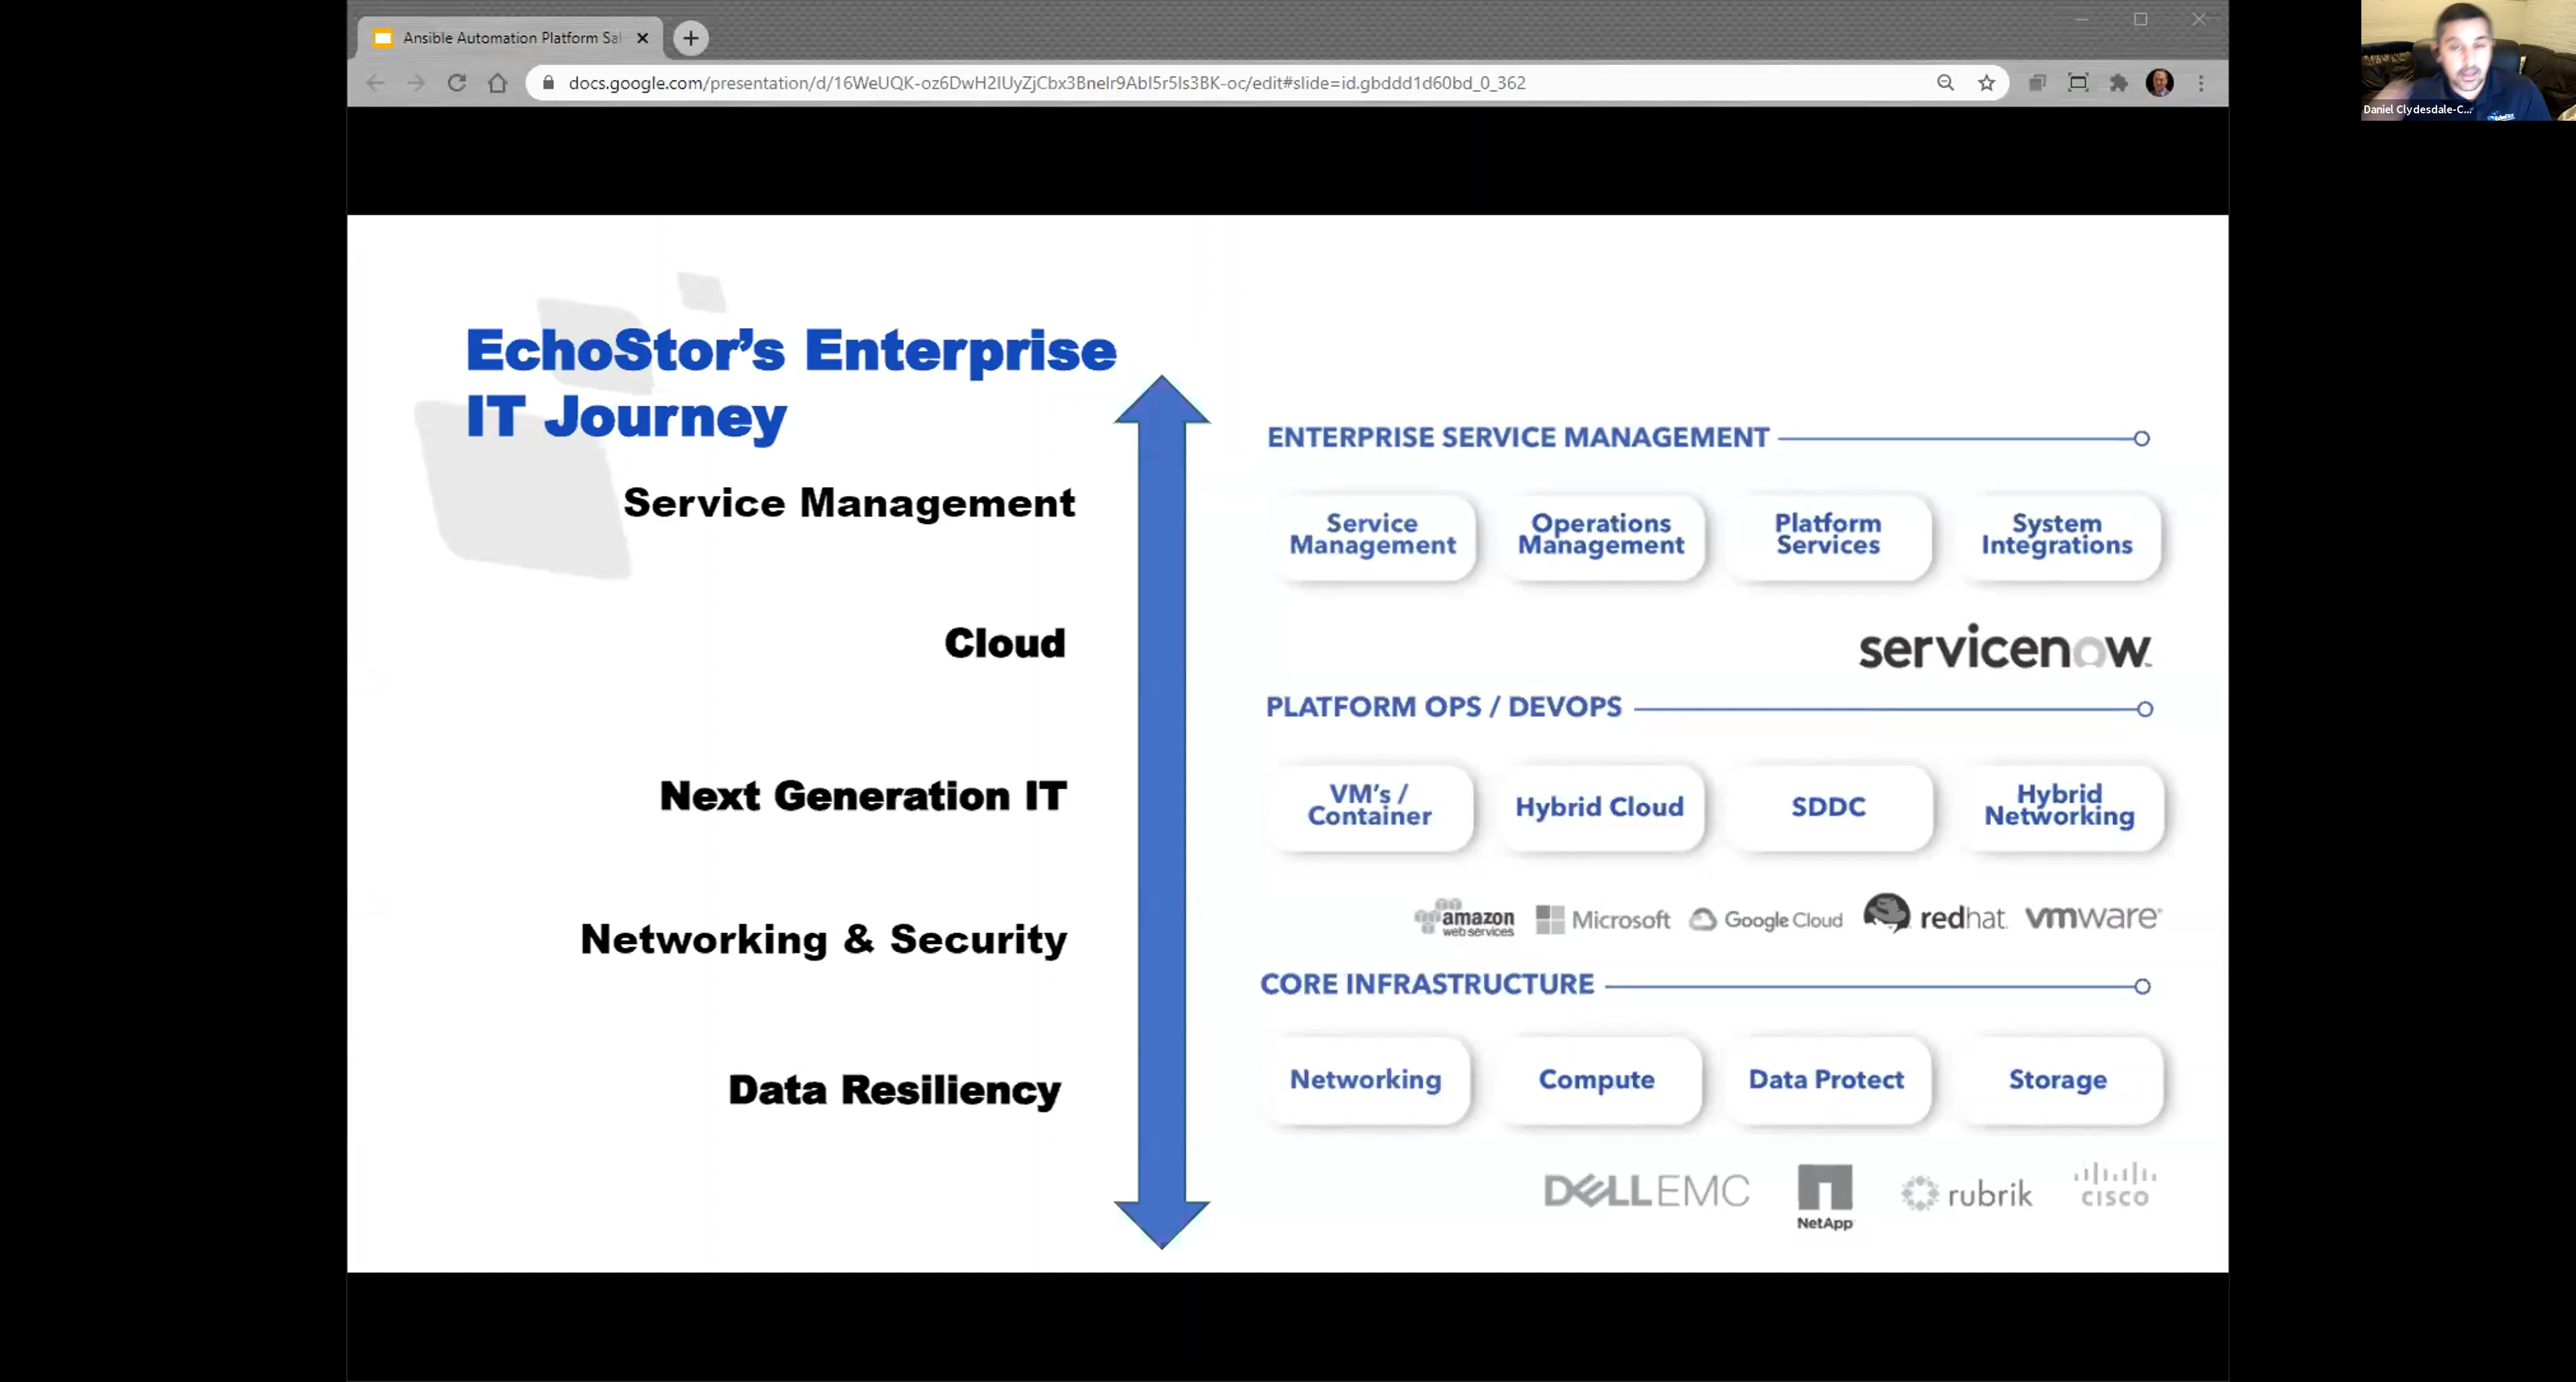 Ansible Automation Platform Sal
docs.google.com/presentation/d/16WeUQK-oz6DwH2IUyZjCbx3BneIr9AbI5r5Is3BK-oc/edit#slide=id.gbddd1d60bd_0_362
Daniel Clydesdale-C...
EchoStor’s Enterprise
IT Journey
Service Management
Cloud
Next Generation IT
Networking & Security
Data Resiliency
ENTERPRISE SERVICE MANAGEMENT
Service
Management
Operations
Management
Platform
Services
System
Integrations
servicenow
PLATFORM OPS / DEVOPS
VM’s /
Container
Hybrid Cloud
SDDC
Hybrid
Networking
amazon
web services
Microsoft
Google Cloud
redhat.
vmware
CORE INFRASTRUCTURE
Networking
Compute
Data Protect
Storage
DELLEMC
NetApp
rubrik
CISCO